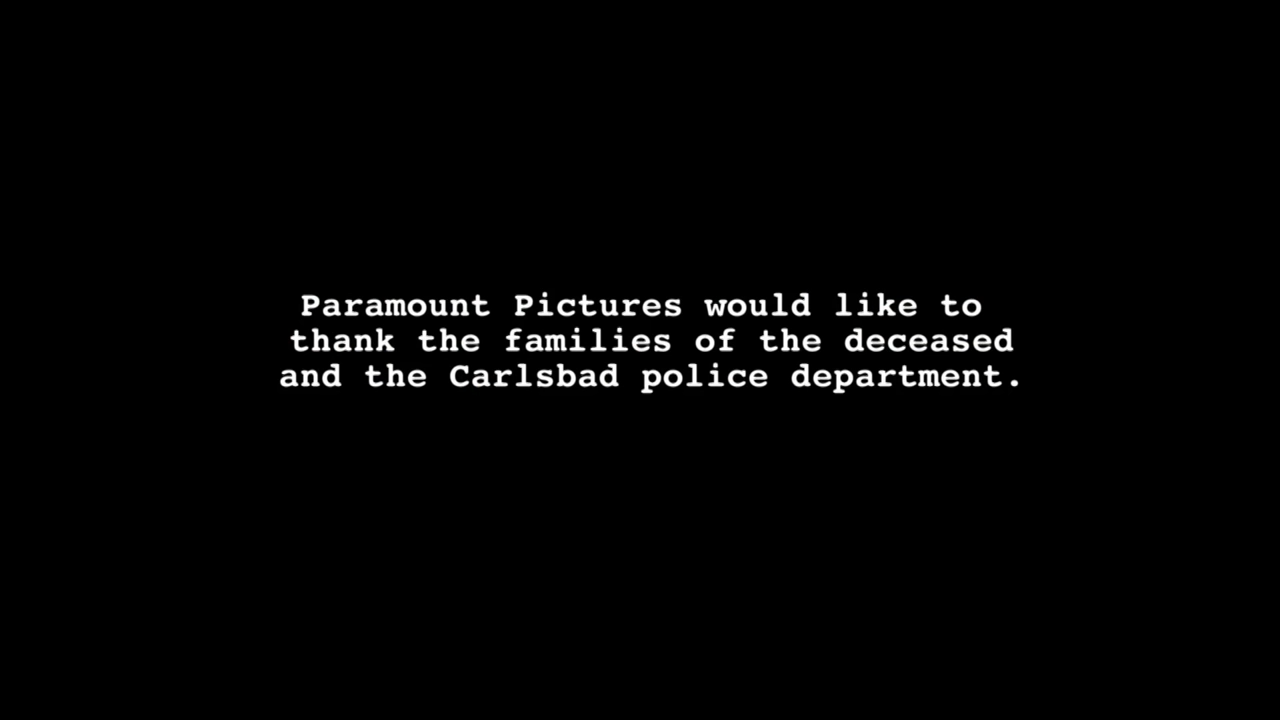 Paramount Pictures would like to
thank the families of the deceased
and the Carlsbad police department.